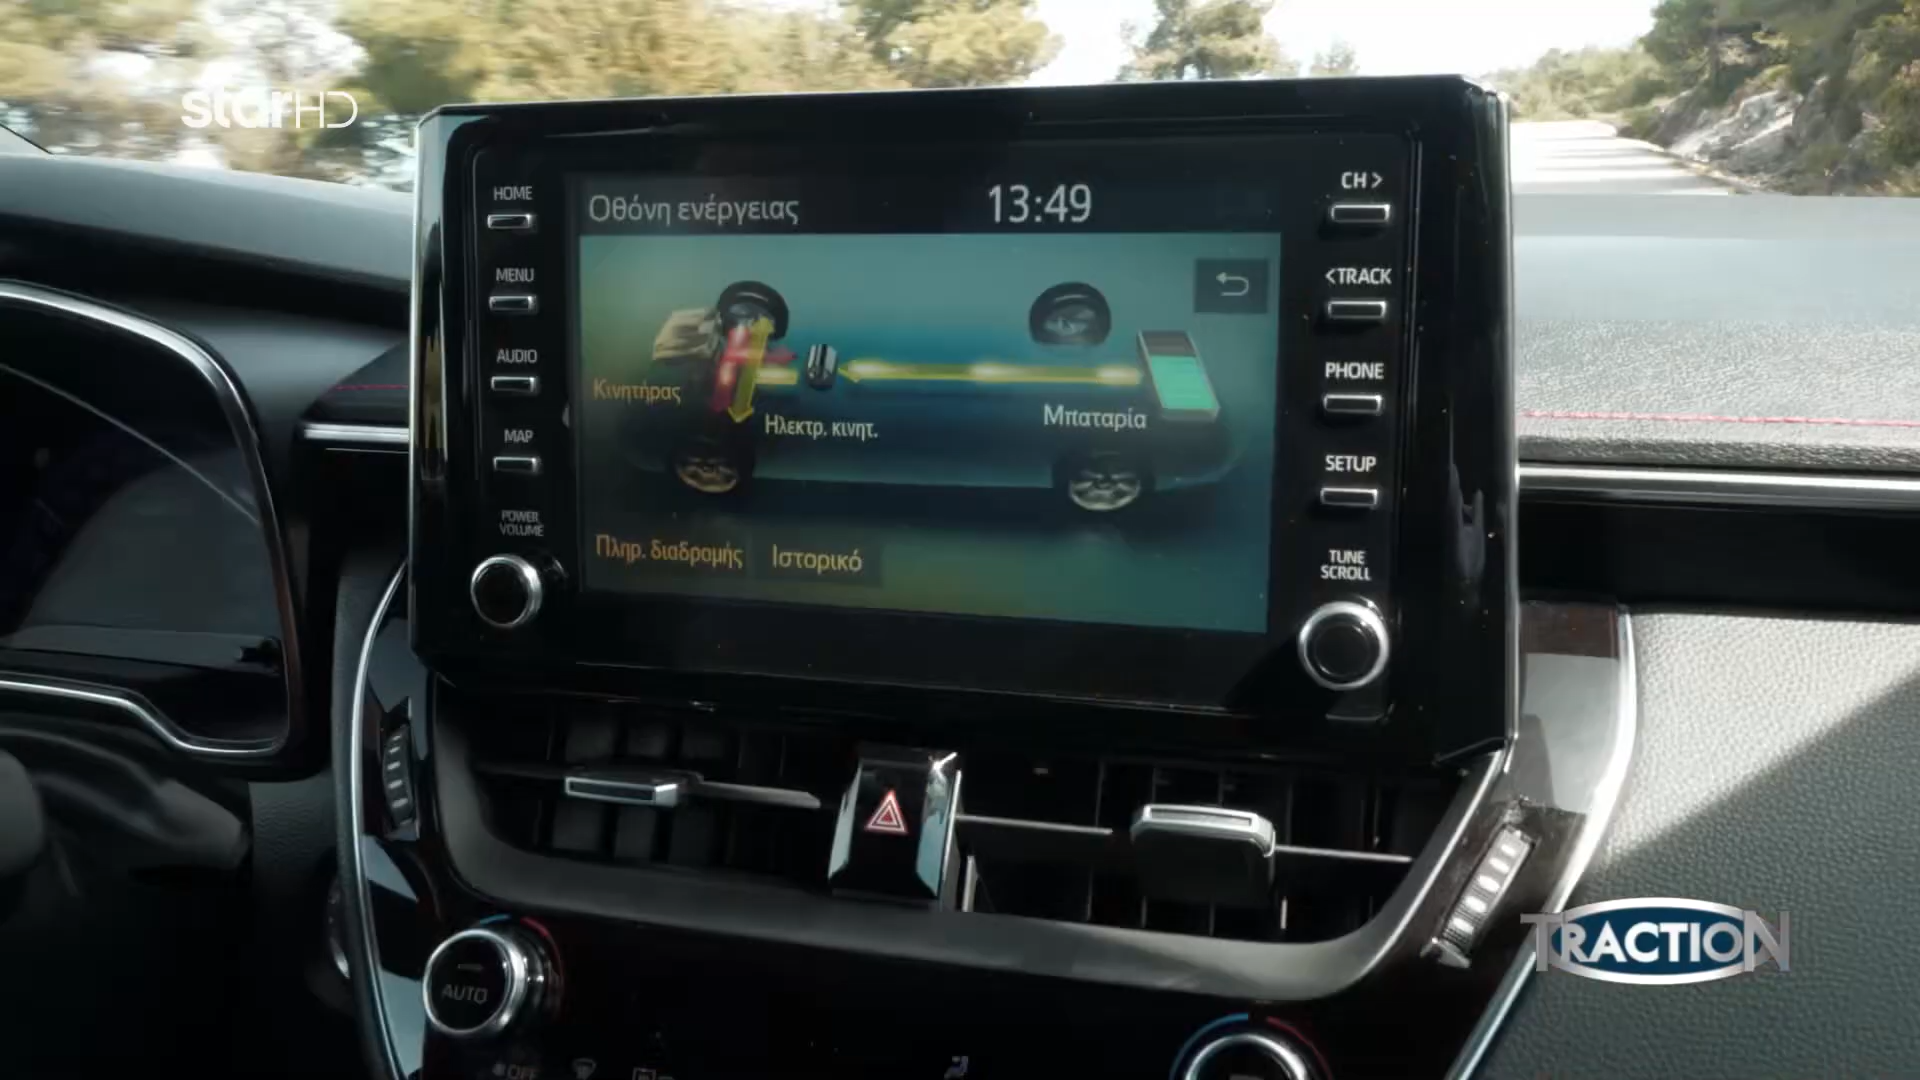 starHD
HOME
MENU
AUDIO
MAP
POWER
VOLUME
Οθόνη ενέργειας
13:49
Κινητήρας
Ηλεκτρ. κινητ.
Μπαταρία
Πληρ. διαδρομής
Ιστορικό
CH >
<TRACK
PHONE
SETUP
TUNE
SCROLL
AUTO
OFF
TRACTION